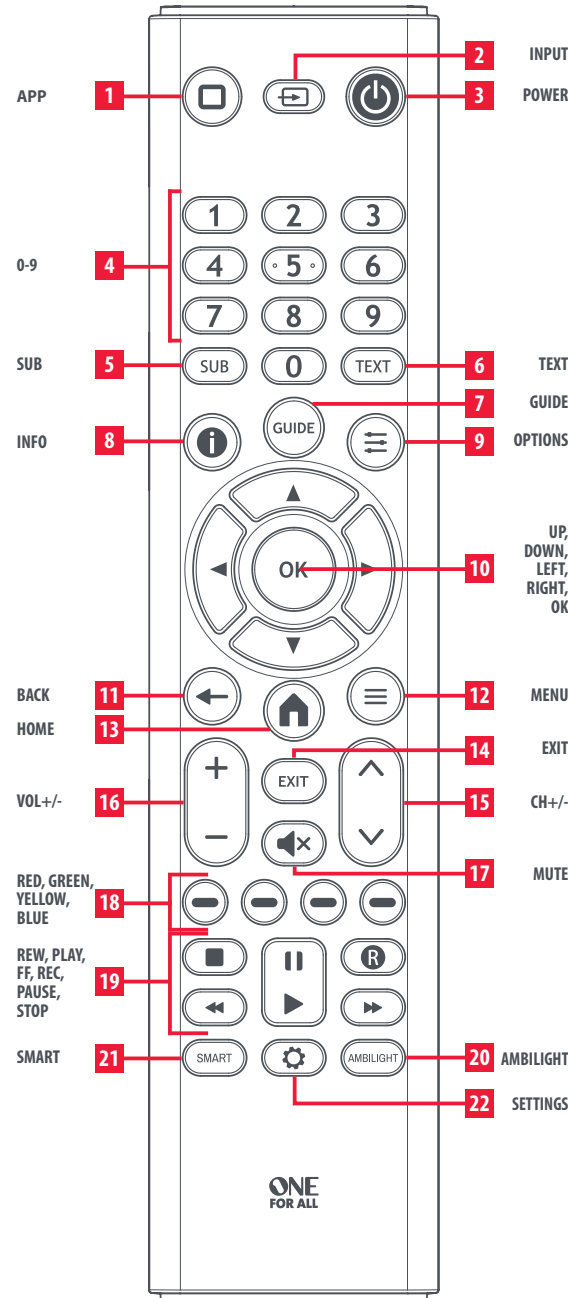 2 INPUT
APP 1
3 POWER
1 2 3
0-9 4
4 5 6
7 8 9
SUB 5 SUB 0 TEXT 6 TEXT
7 GUIDE
GUIDE
INFO 8
9 OPTIONS
OK
10
UP,
DOWN,
LEFT,
RIGHT,
OK
BACK 11
12 MENU
HOME 13
14 EXIT
EXIT
VOL+/- 16
+
−
15 CH+/-
17 MUTE
RED, GREEN,
YELLOW,
BLUE
18
REW, PLAY,
FF, REC,
PAUSE,
STOP
19
R
SMART 21 SMART AMBILIGHT 20 AMBILIGHT
22 SETTINGS
ONE
FOR ALL